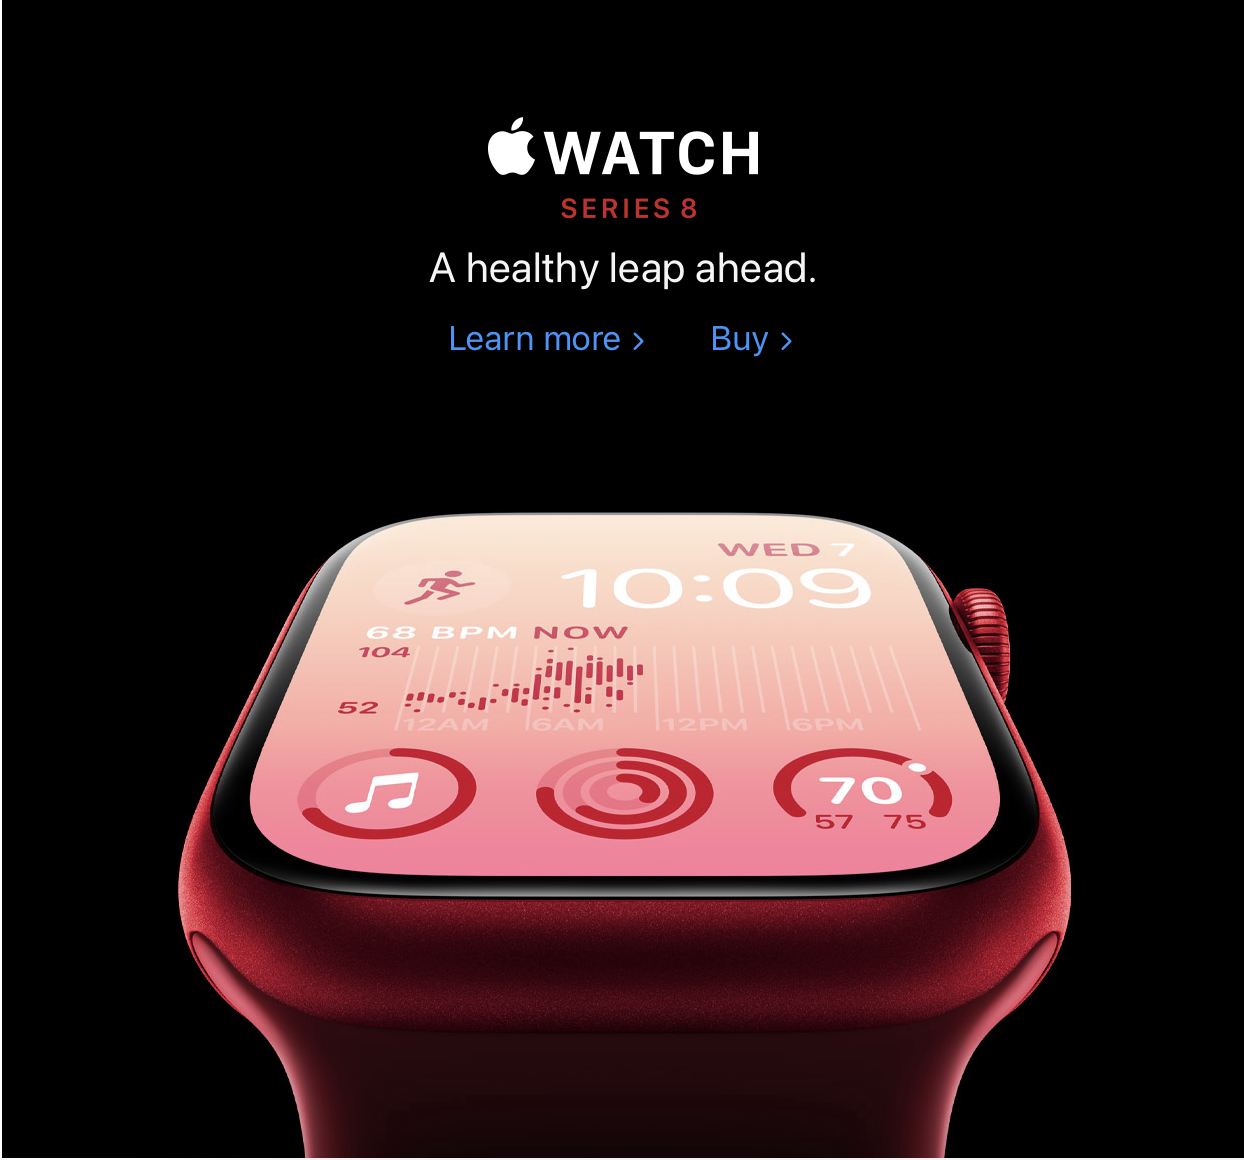 WATCH
SERIES 8
A healthy leap ahead.
Learn more >
Buy >
WED 7
10:09
68 BPM NOW
104
52
12AM 6AM 12PM 6PM
70
57 75